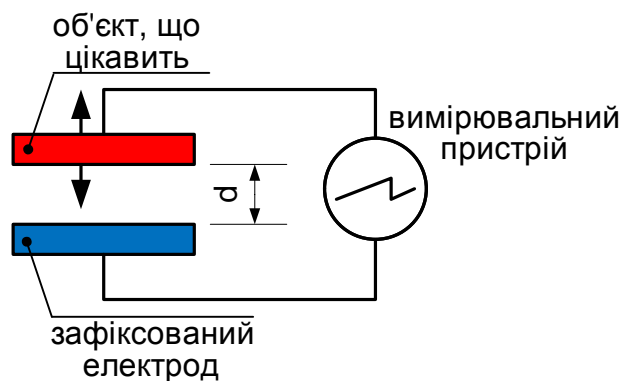 об'єкт, що
цікавить
вимірювальний
пристрій
d
зафіксований
електрод